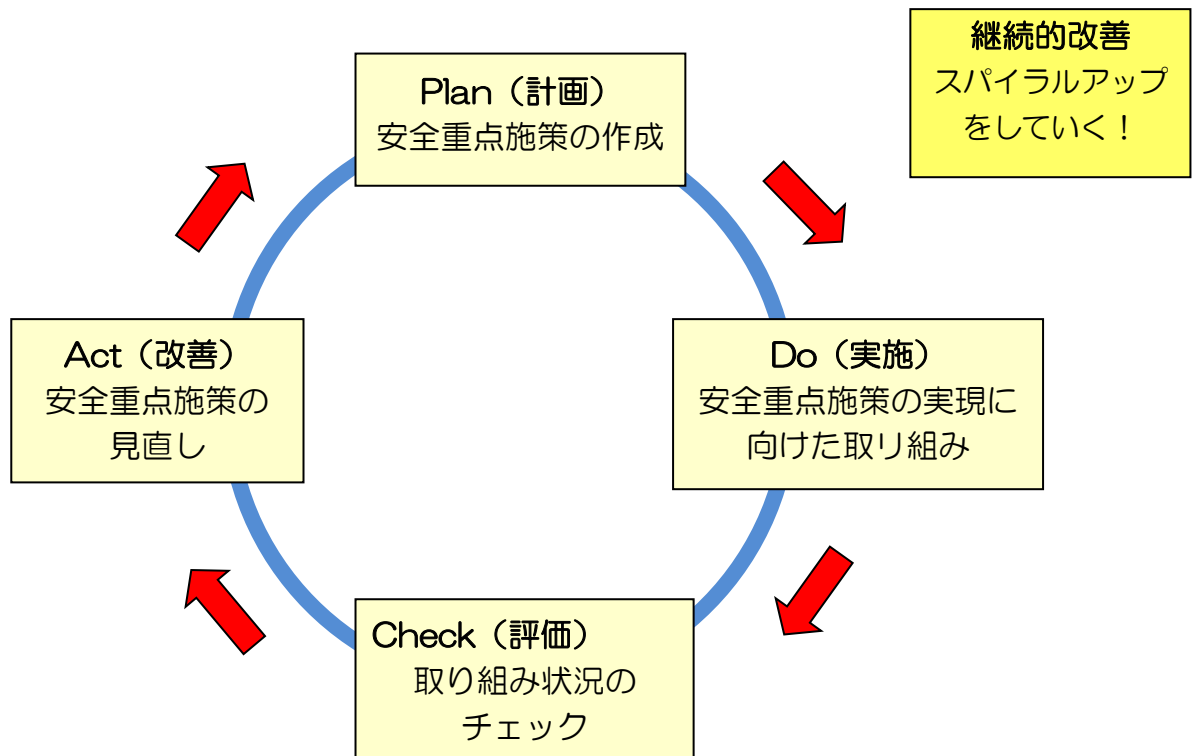 継続的改善
スパイラルアップ
をしていく！
Plan（計画）
安全重点施策の作成
Act（改善）
安全重点施策の
見直し
Do（実施）
安全重点施策の実現に
向けた取り組み
Check（評価）
取り組み状況の
チェック